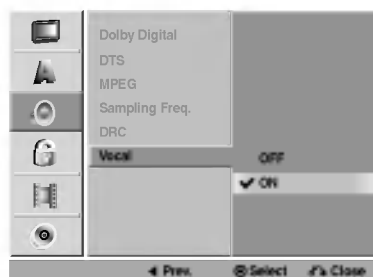 Dolby Digital
DTS
MPEG
Sampling Freq.
DRC
Vocal
OFF
ON
Prev.
Select
Close